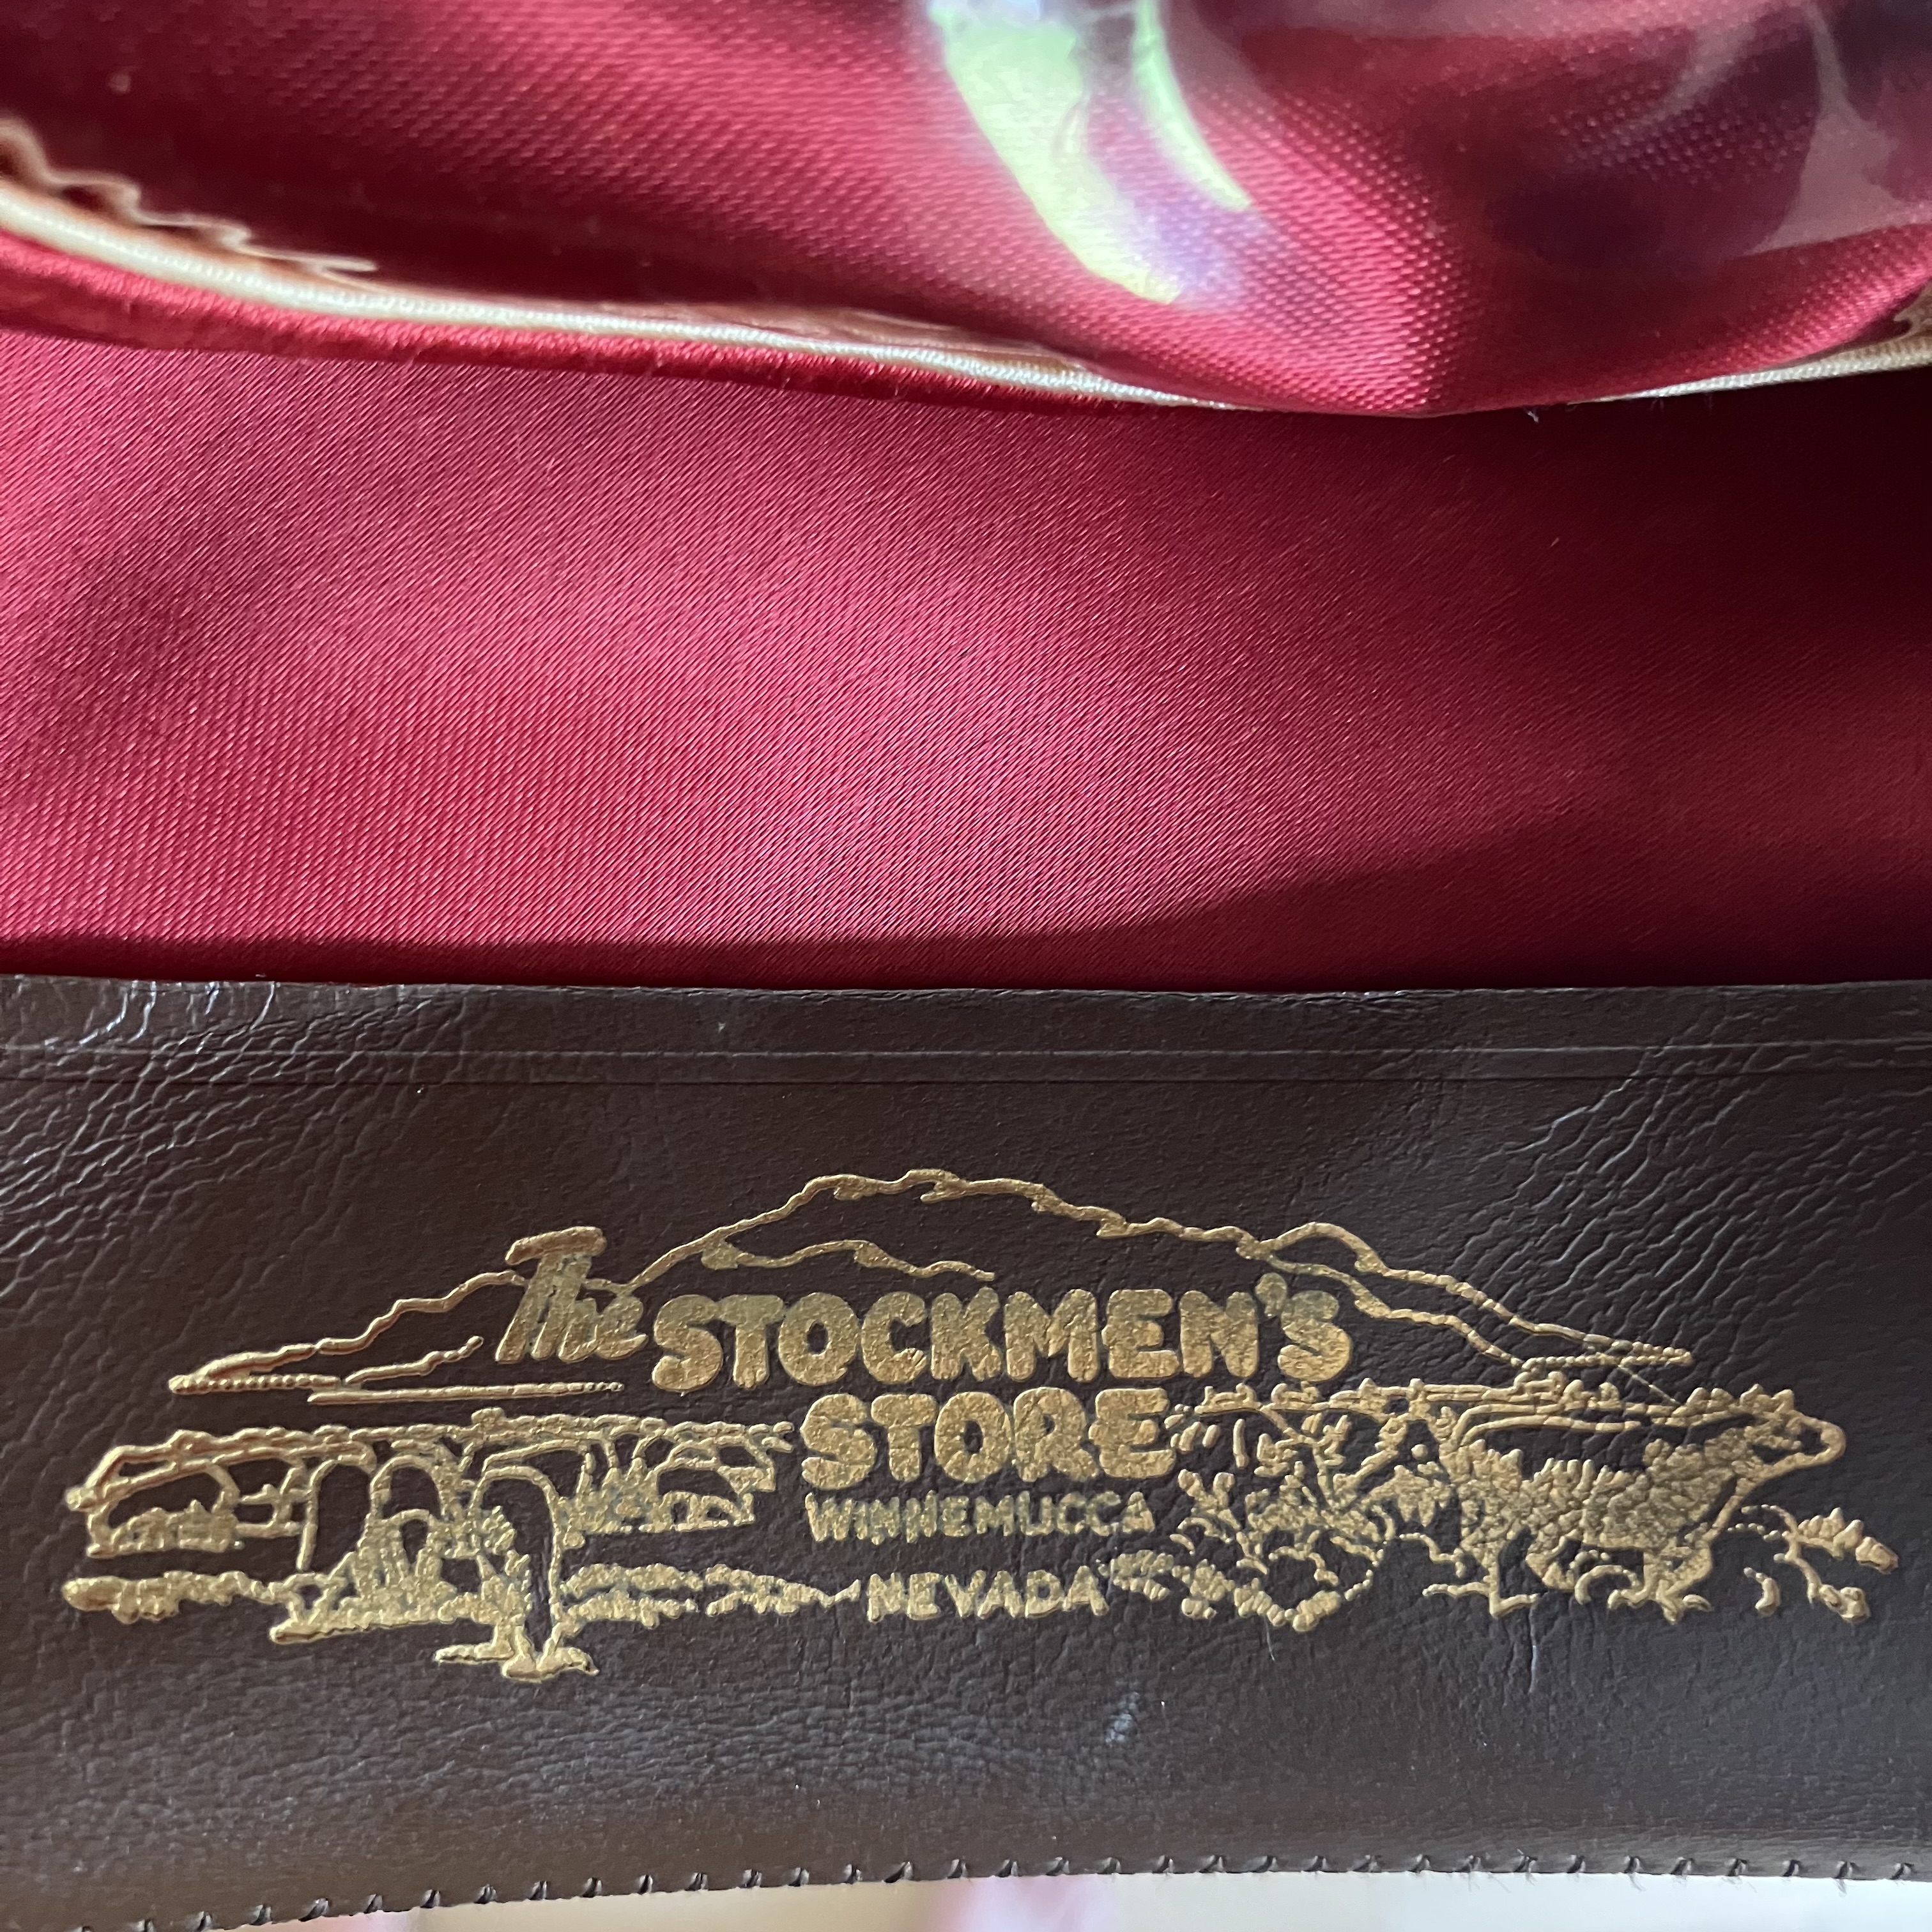 The STOCKMEN'S
STORE
WINNEMUCCA
NEVADA